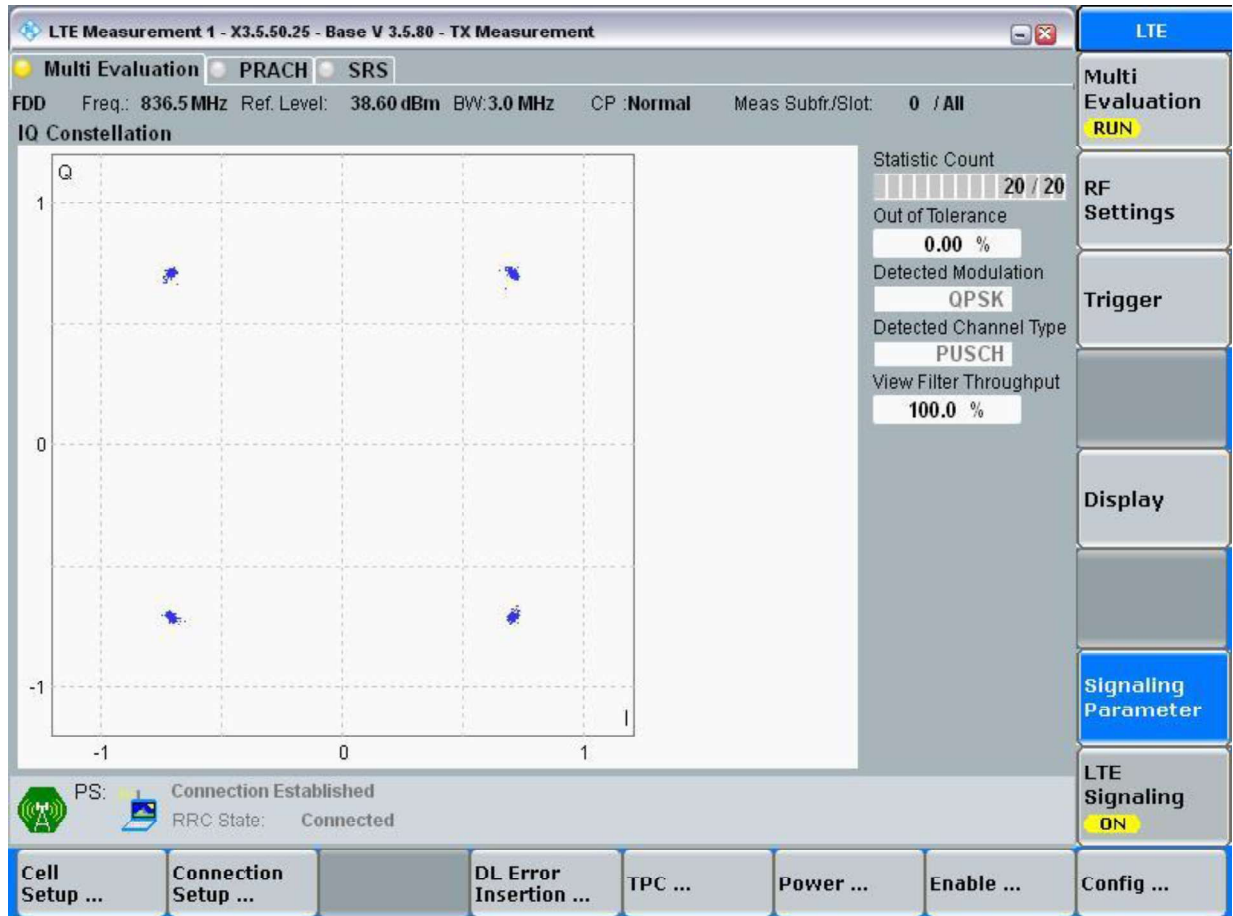 LTE Measurement 1 - X3.5.50.25 - Base V 3.5.80 - TX Measurement
LTE
Multi Evaluation PRACH SRS
FDD Freq.: 836.5 MHz Ref. Level: 38.60 dBm BW: 3.0 MHz CP :Normal Meas Subfr./Slot: 0 / All
IQ Constellation
Q
1
0
-1
I
-1 0 1
Statistic Count
20 / 20
Out of Tolerance
0.00 %
Detected Modulation
QPSK
Detected Channel Type
PUSCH
View Filter Throughput
100.0 %
Multi
Evaluation
RUN
RF
Settings
Trigger
Display
Signaling
Parameter
LTE
Signaling
ON
PS: Connection Established
RRC State: Connected
Cell
Setup ...
Connection
Setup ...
DL Error
Insertion ...
TPC ...
Power ...
Enable ...
Config ...